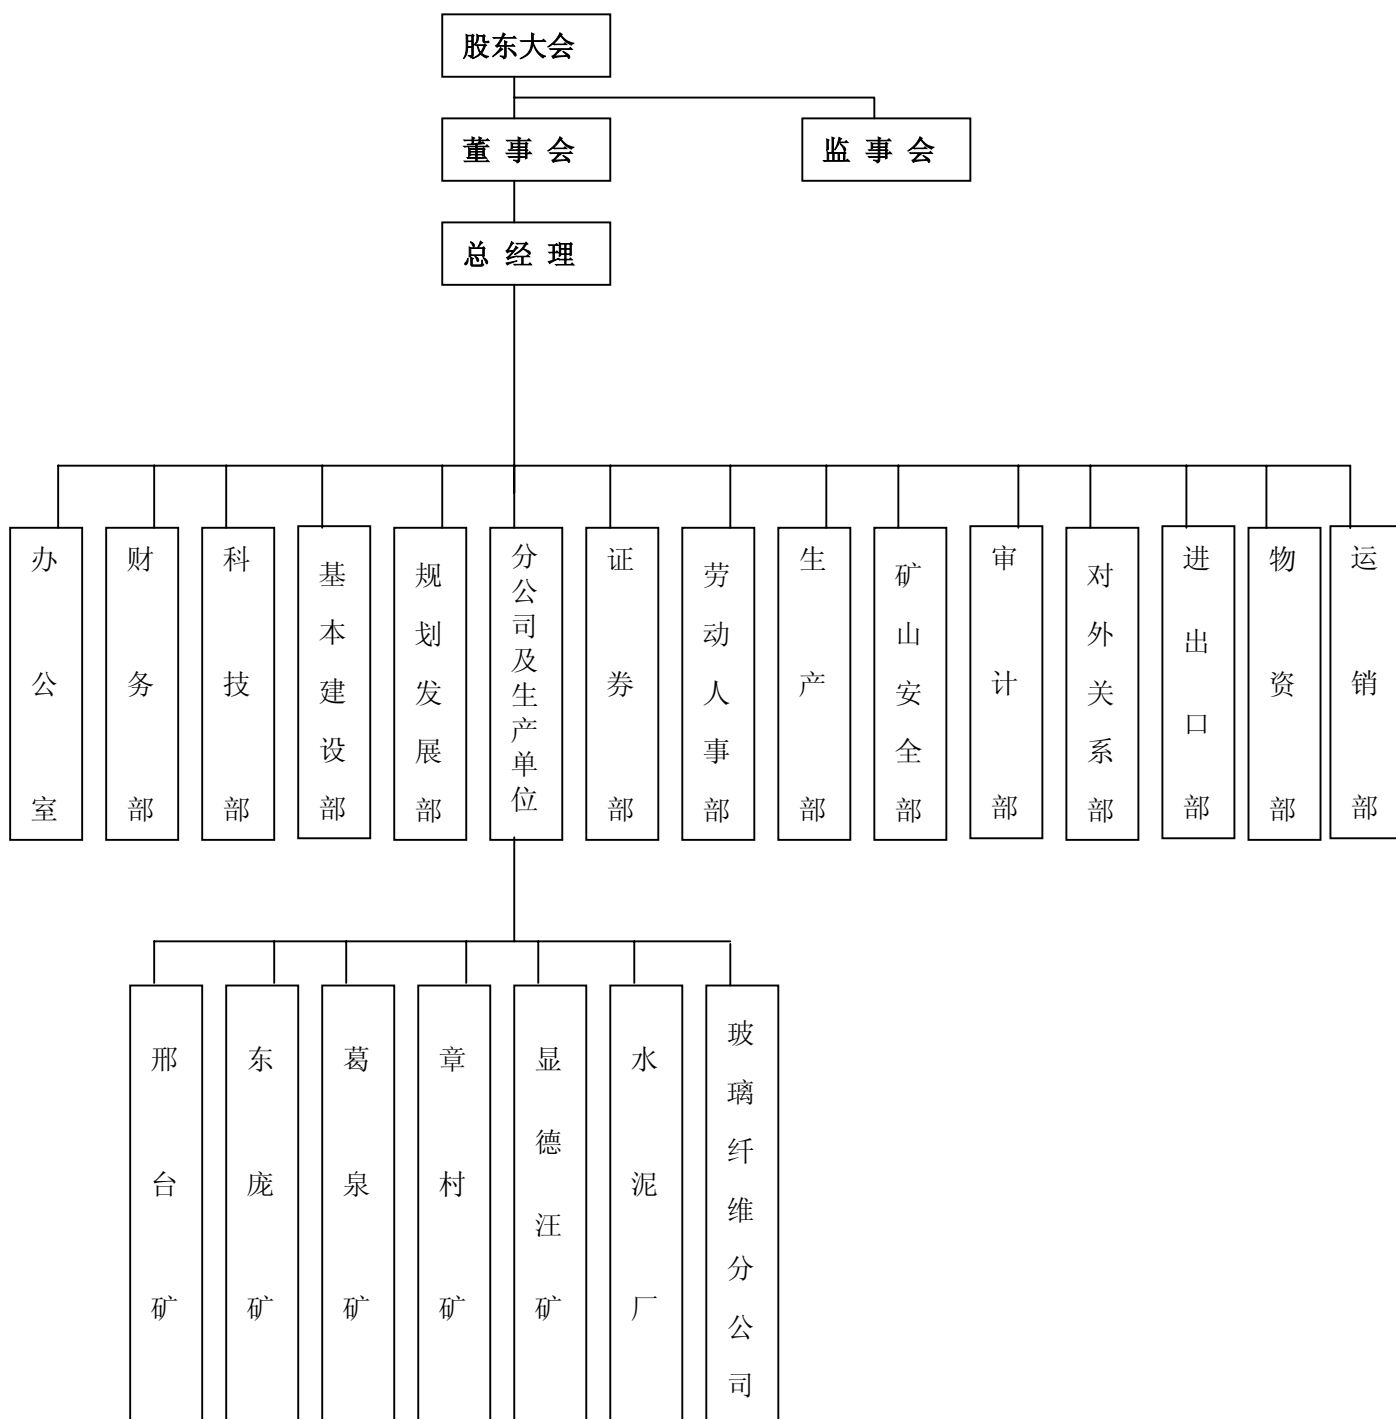 股东大会
董 事 会
监 事 会
总 经 理
办公室
财务部
科技部
基本建设部
规划发展部
分公司及生产单位
证券部
劳动人事部
生产部
矿山安全部
审计部
对外关系部
进出口部
物资部
运销部
邢台矿
东庞矿
葛泉矿
章村矿
显德汪矿
水泥厂
玻璃纤维分公司